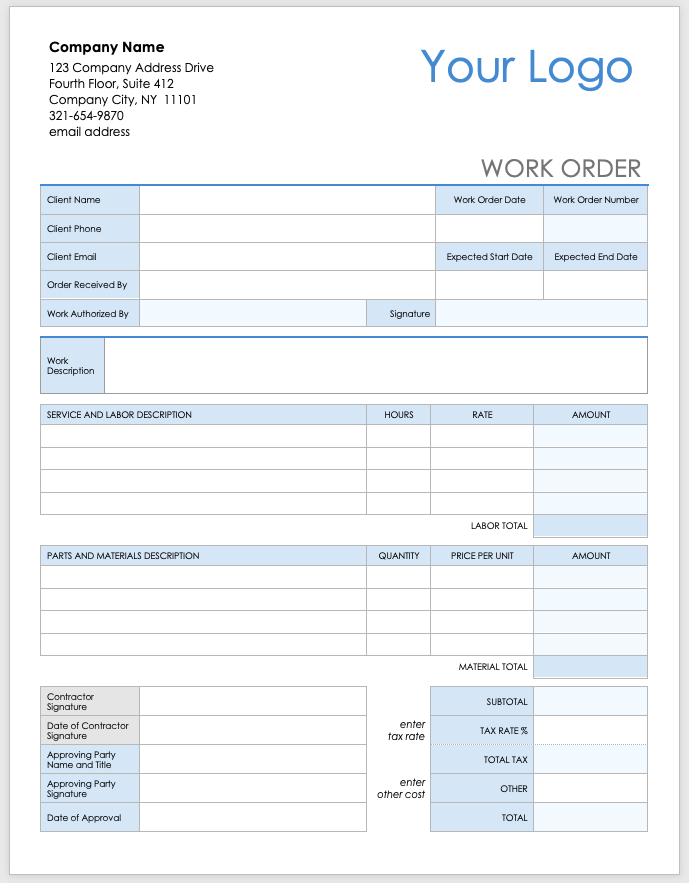 Company Name
Your Logo
123 Company Address Drive
Fourth Floor, Suite 412
Company City, NY  11101
321-654-9870
email address
WORK ORDER
Client Name
Work Order Date
Work Order Number
Client Phone
Client Email
Expected Start Date
Expected End Date
Order Received By
Work Authorized By
Signature
Work
Description
SERVICE AND LABOR DESCRIPTION
HOURS
RATE
AMOUNT
LABOR TOTAL
PARTS AND MATERIALS DESCRIPTION
QUANTITY
PRICE PER UNIT
AMOUNT
MATERIAL TOTAL
Contractor
Signature
SUBTOTAL
Date of Contractor
Signature
enter
tax rate
TAX RATE %
Approving Party
Name and Title
TOTAL TAX
Approving Party
Signature
enter
other cost
OTHER
Date of Approval
TOTAL